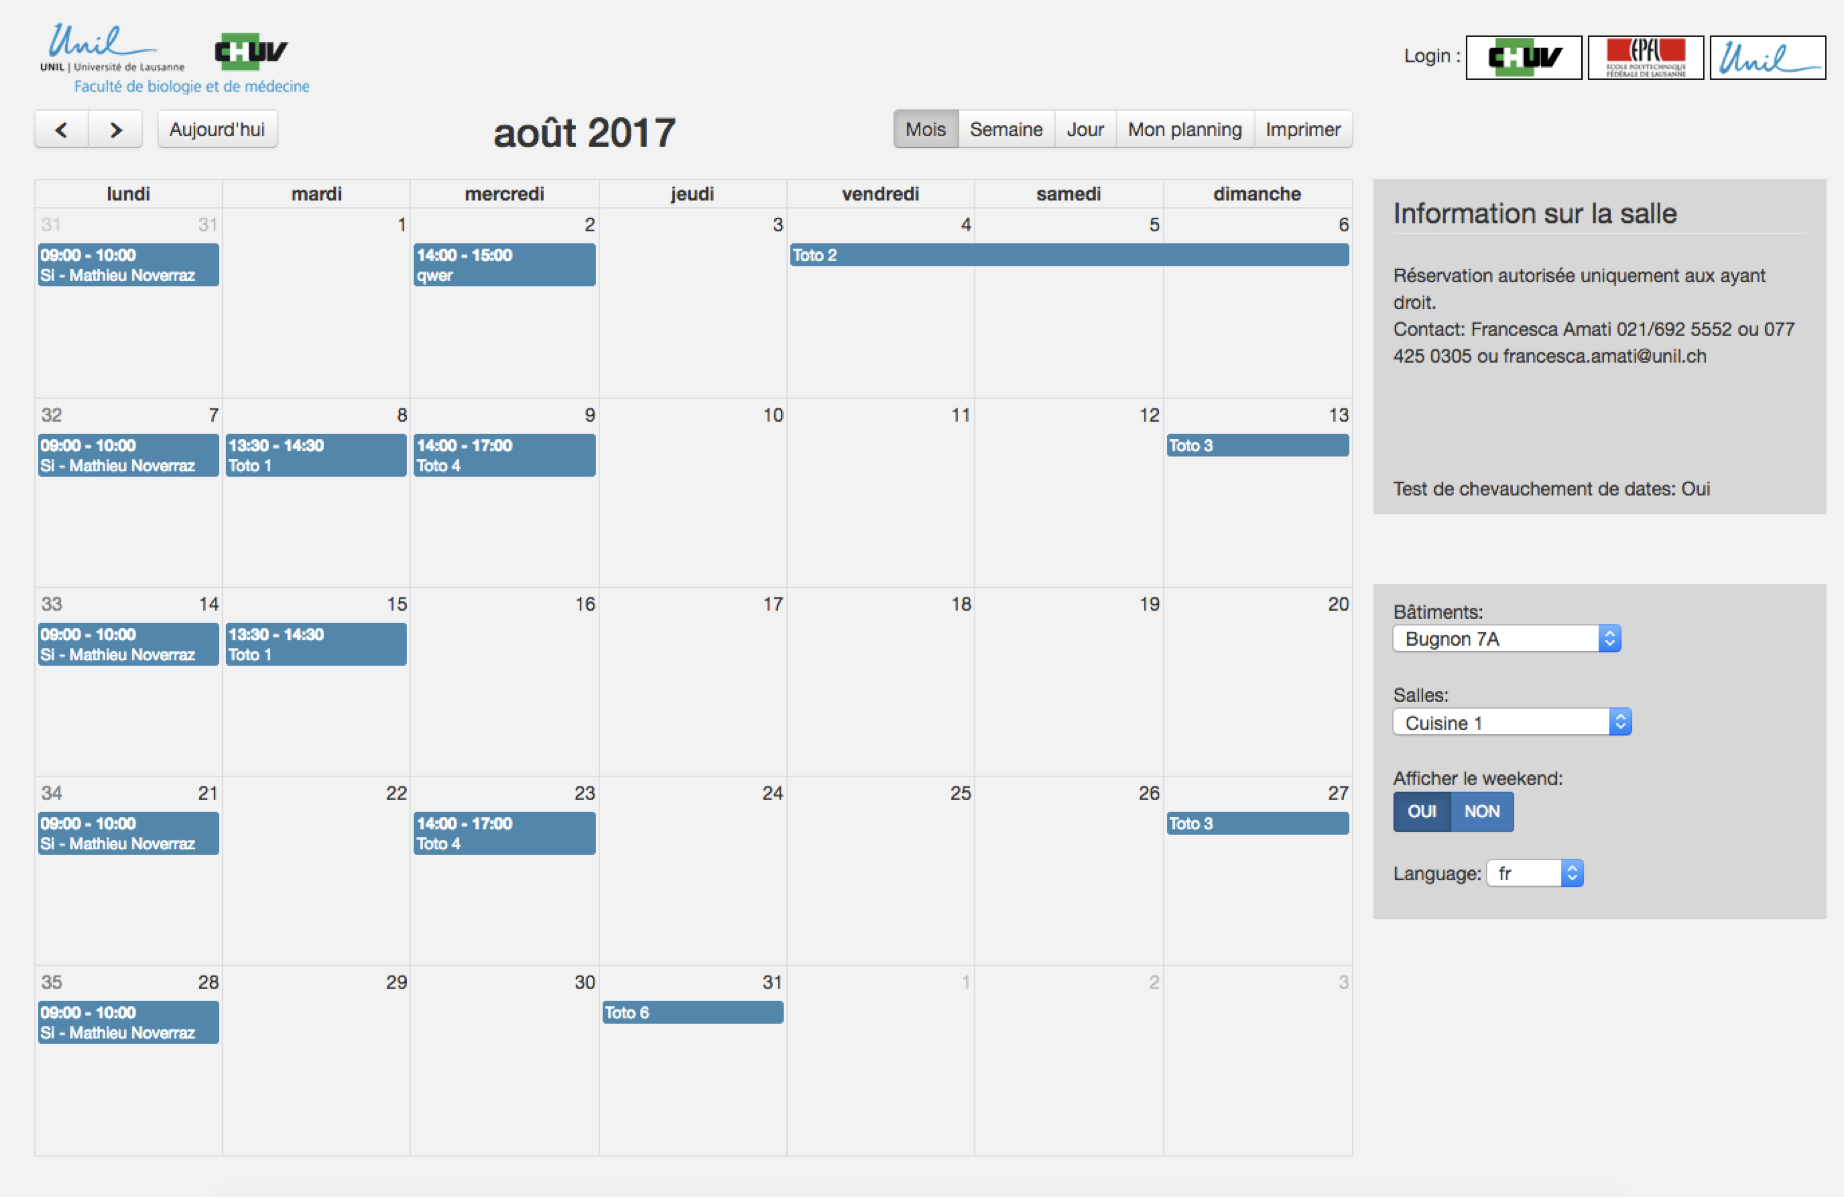 Unil
UNIL | Université de Lausanne
CHUV
Faculté de biologie et de médecine
Login :
CHUV
EPFL
ÉCOLE POLYTECHNIQUE
FÉDÉRALE DE LAUSANNE
Unil
Aujourd'hui
août 2017
Mois Semaine Jour Mon planning Imprimer
lundi mardi mercredi jeudi vendredi samedi dimanche
31 31 1 2 3 4 5 6
09:00 - 10:00 14:00 - 15:00 Toto 2
Si - Mathieu Noverraz qwer
32 7 8 9 10 11 12 13
09:00 - 10:00 13:30 - 14:30 14:00 - 17:00 Toto 3
Si - Mathieu Noverraz Toto 1 Toto 4
33 14 15 16 17 18 19 20
09:00 - 10:00 13:30 - 14:30
Si - Mathieu Noverraz Toto 1
34 21 22 23 24 25 26 27
09:00 - 10:00 14:00 - 17:00 Toto 3
Si - Mathieu Noverraz Toto 4
35 28 29 30 31 1 2 3
09:00 - 10:00 Toto 6
Si - Mathieu Noverraz
Information sur la salle
Réservation autorisée uniquement aux ayant
droit.
Contact: Francesca Amati 021/692 5552 ou 077
425 0305 ou francesca.amati@unil.ch
Test de chevauchement de dates: Oui
Bâtiments:
Bugnon 7A
Salles:
Cuisine 1
Afficher le weekend:
OUI NON
Language: fr